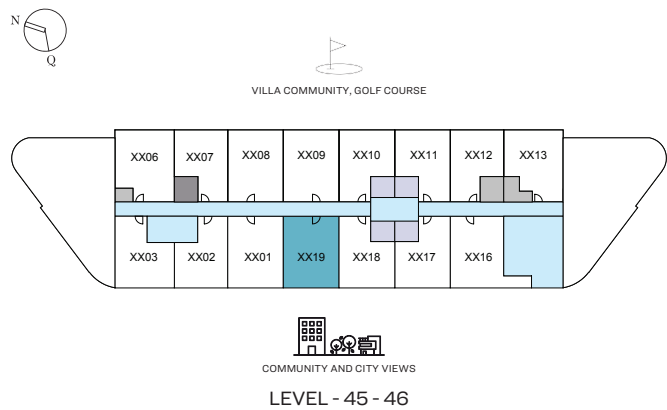 N
Q
VILLA COMMUNITY, GOLF COURSE
XX06 XX07 XX08 XX09 XX10 XX11 XX12 XX13
XX03 XX02 XX01 XX19 XX18 XX17 XX16
COMMUNITY AND CITY VIEWS
LEVEL - 45 - 46